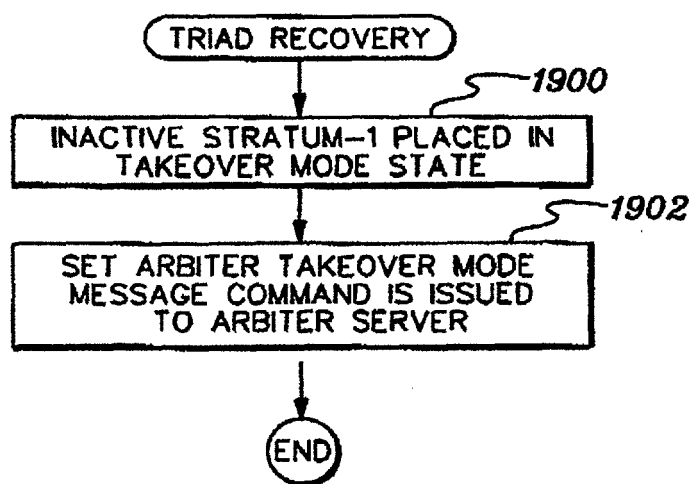 TRIAD RECOVERY
1900
INACTIVE STRATUM-1 PLACED IN
TAKEOVER MODE STATE
1902
SET ARBITER TAKEOVER MODE
MESSAGE COMMAND IS ISSUED
TO ARBITER SERVER
END